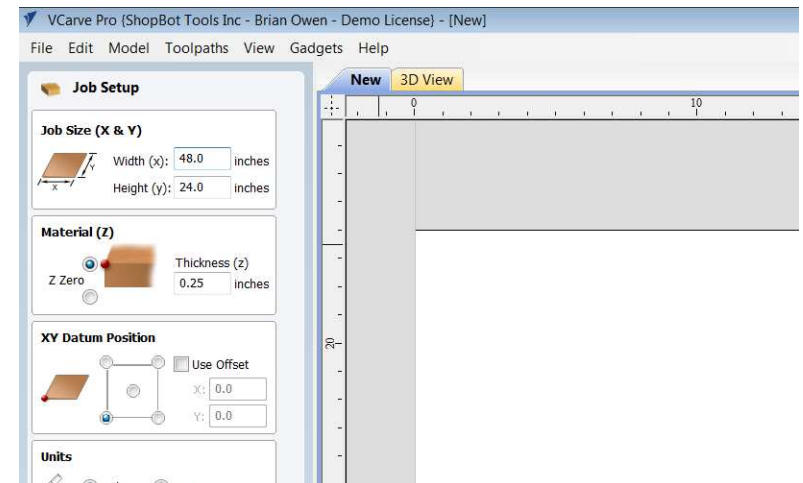 VCarve Pro {ShopBot Tools Inc - Brian Owen - Demo License} - [New]
File Edit Model Toolpaths View Gadgets Help
Job Setup
New 3D View
0 10
Job Size (X & Y)
Width (x): 48.0 inches
Height (y): 24.0 inches
Y
X
Material (Z)
Thickness (z)
Z Zero
0.25 inches
20
XY Datum Position
Use Offset
X: 0.0
Y: 0.0
Units